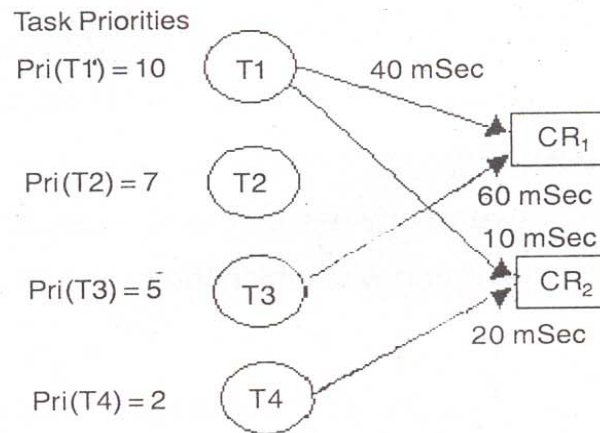 Task Priorities
Pri(T1') = 10
T1
40 mSec
CR₁
Pri(T2) = 7
T2
60 mSec
10 mSec
Pri(T3) = 5
T3
CR₂
20 mSec
Pri(T4) = 2
T4